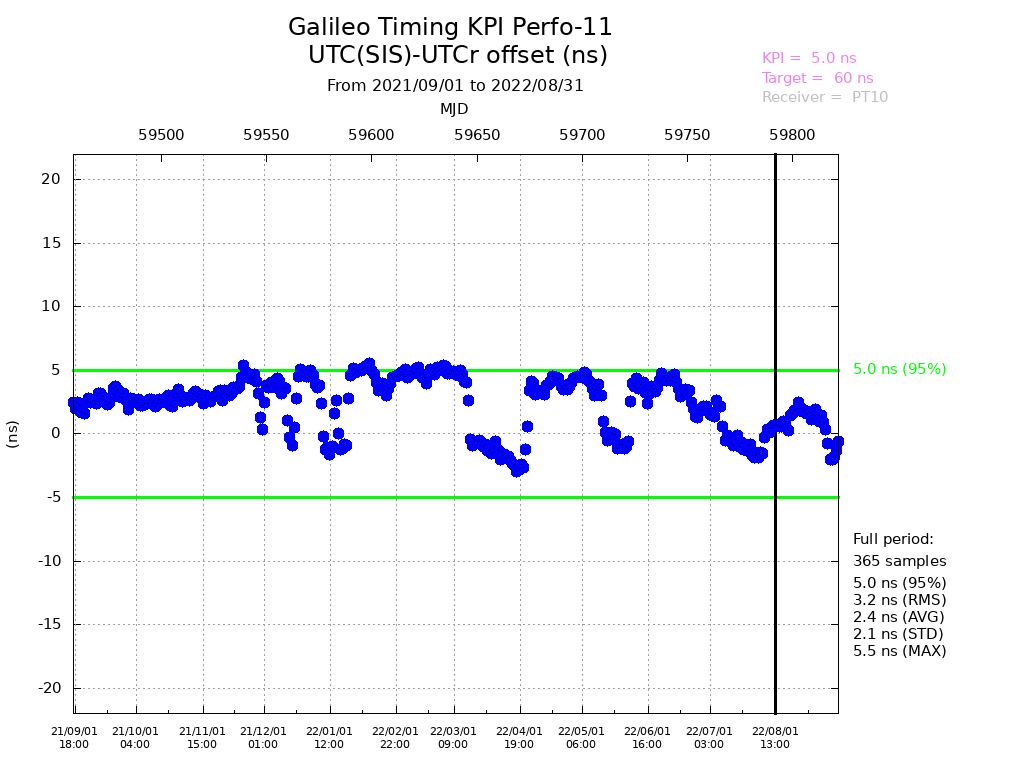 Galileo Timing KPI Perfo-11
UTC(SIS)-UTCr offset (ns)
From 2021/09/01 to 2022/08/31
MJD
KPI = 5.0 ns
Target = 60 ns
Receiver = PT10
59500 59550 59600 59650 59700 59750 59800
20
15
10
5
0
-5
-10
-15
-20
(ns)
5.0 ns (95%)
Full period:
365 samples
5.0 ns (95%)
3.2 ns (RMS)
2.4 ns (AVG)
2.1 ns (STD)
5.5 ns (MAX)
21/09/01 21/10/01 21/11/01 21/12/01 22/01/01 22/02/01 22/03/01 22/04/01 22/05/01 22/06/01 22/07/01 22/08/01
18:00 04:00 15:00 01:00 12:00 22:00 09:00 19:00 06:00 16:00 03:00 13:00